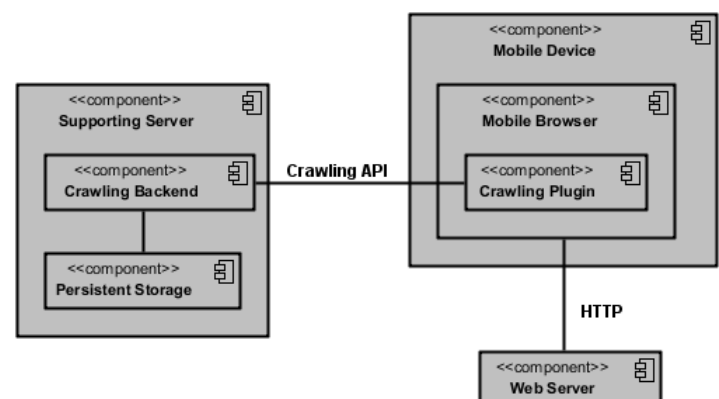 <<component>>
Mobile Device
<<component>>
Mobile Browser
<<component>>
Crawling Plugin
<<component>>
Supporting Server
<<component>>
Crawling Backend
<<component>>
Persistent Storage
Crawling API
HTTP
<<component>>
Web Server